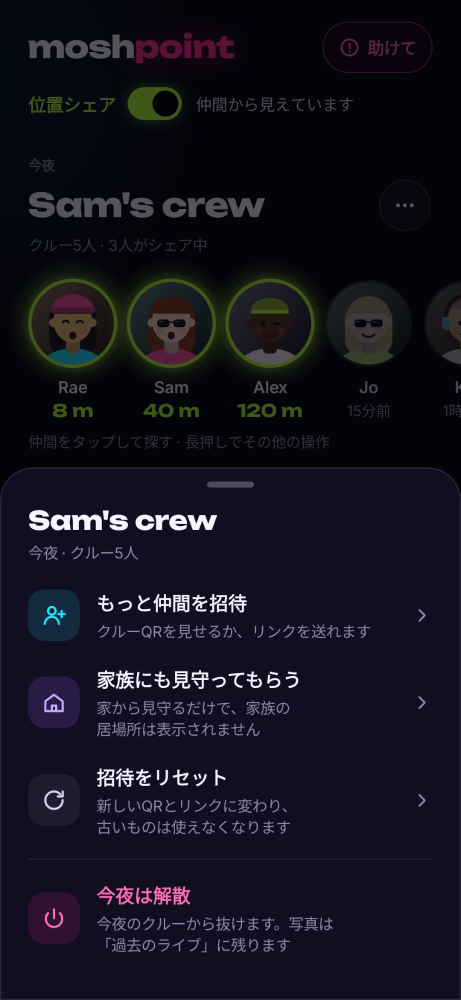 moshpoint
助けて
位置シェア
仲間から見えています
今夜
Sam's crew
クルー5人 · 3人がシェア中
Rae
Sam
Alex
Jo
8 m
40 m
120 m
15分前
仲間をタップして探す · 長押しでその他の操作
Sam's crew
今夜 · クルー5人
もっと仲間を招待
クルーQRを見せるか、リンクを送れます
家族にも見守ってもらう
家から見守るだけで、家族の
居場所は表示されません
招待をリセット
新しいQRとリンクに変わり、
古いものは使えなくなります
今夜は解散
今夜のクルーから抜けます。写真は
「過去のライブ」に残ります